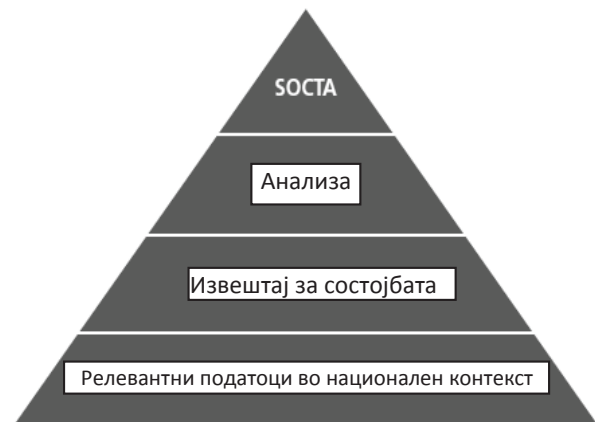 SOCTA
Анализа
Извештај за состојбата
Релевантни податоци во национален контекст